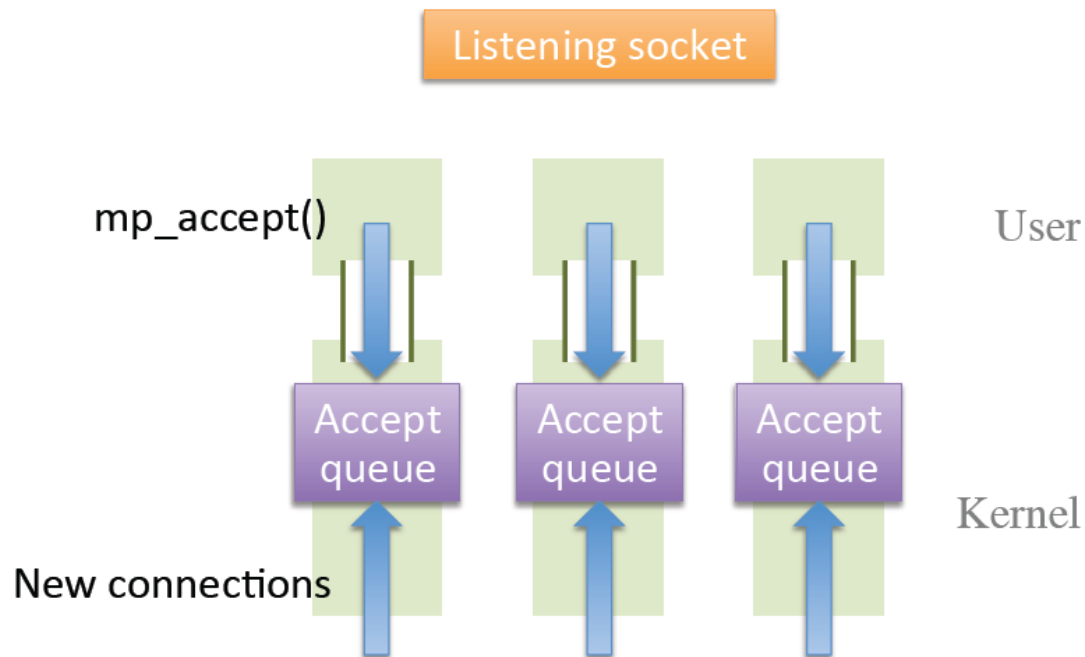 Listening socket
mp_accept()
User
Accept
queue
Accept
queue
Accept
queue
Kernel
New connections